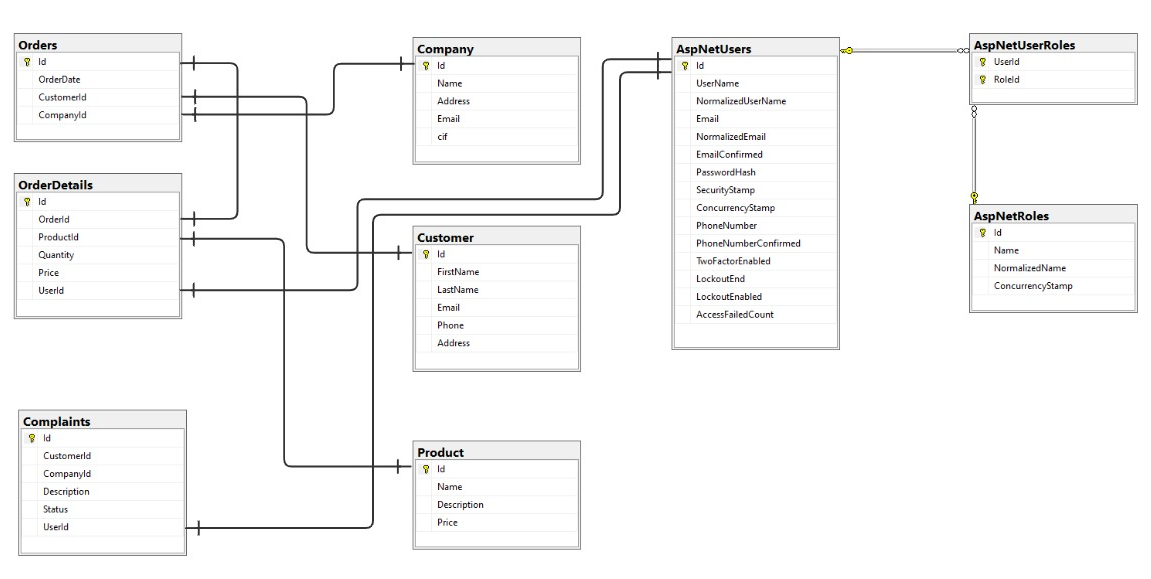 Orders
Id
OrderDate
CustomerId
CompanyId
OrderDetails
Id
OrderId
ProductId
Quantity
Price
UserId
Complaints
Id
CustomerId
CompanyId
Description
Status
UserId
Company
Id
Name
Address
Email
cif
Customer
Id
FirstName
LastName
Email
Phone
Address
Product
Id
Name
Description
Price
AspNetUsers
Id
UserName
NormalizedUserName
Email
NormalizedEmail
EmailConfirmed
PasswordHash
SecurityStamp
ConcurrencyStamp
PhoneNumber
PhoneNumberConfirmed
TwoFactorEnabled
LockoutEnd
LockoutEnabled
AccessFailedCount
AspNetUserRoles
UserId
RoleId
AspNetRoles
Id
Name
NormalizedName
ConcurrencyStamp